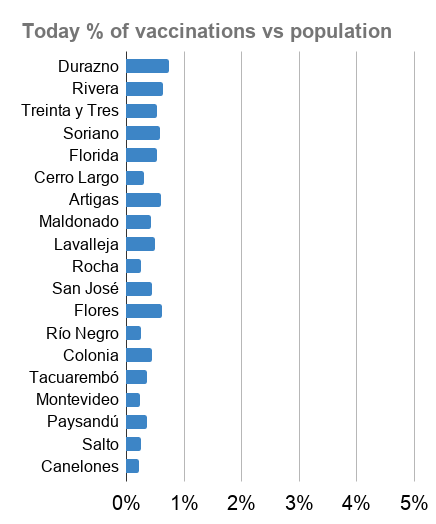 Today % of vaccinations vs population
Durazno
Rivera
Treinta y Tres
Soriano
Florida
Cerro Largo
Artigas
Maldonado
Lavalleja
Rocha
San José
Flores
Río Negro
Colonia
Tacuarembó
Montevideo
Paysandú
Salto
Canelones
0% 1% 2% 3% 4% 5%